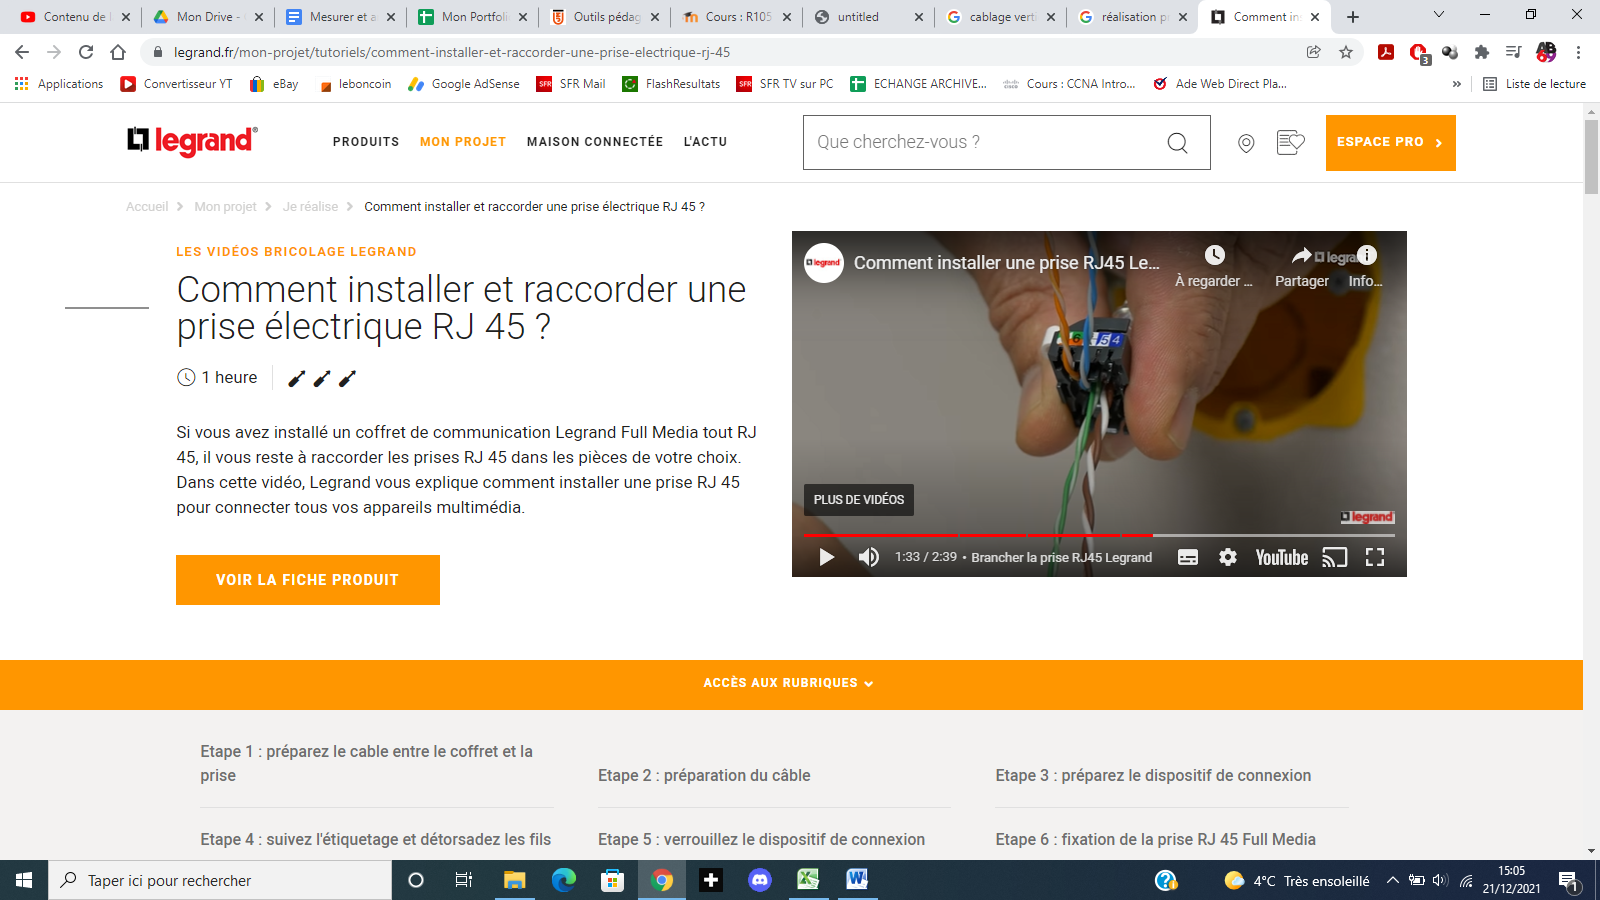 Contenu de
Mon Drive -
Mesurer et a
Mon Portfoli
Outils pédag
Cours : R105
untitled
cablage vert
réalisation p
Comment in
legrand.fr/mon-projet/tutoriels/comment-installer-et-raccorder-une-prise-electrique-rj-45
3
Applications
Convertisseur YT
eBay
leboncoin
Google AdSense
SFR Mail
FlashResultats
SFR TV sur PC
ECHANGE ARCHIVE...
Cours : CCNA Intro...
Ade Web Direct Pla...
»
Liste de lecture
legrand®
PRODUITS
MON PROJET
MAISON CONNECTÉE
L'ACTU
Que cherchez-vous ?
ESPACE PRO
Accueil
Mon projet
Je réalise
Comment installer et raccorder une prise électrique RJ 45 ?
LES VIDÉOS BRICOLAGE LEGRAND
Comment installer et raccorder une
prise électrique RJ 45 ?
1 heure
Si vous avez installé un coffret de communication Legrand Full Media tout RJ
45, il vous reste à raccorder les prises RJ 45 dans les pièces de votre choix.
Dans cette vidéo, Legrand vous explique comment installer une prise RJ 45
pour connecter tous vos appareils multimédia.
VOIR LA FICHE PRODUIT
legrand
Comment installer une prise RJ45 Le...
À regarder ...
Partager
Info...
legra
6
5 4
PLUS DE VIDÉOS
legrand
1:33 / 2:39 • Brancher la prise RJ45 Legrand
YouTube
ACCÈS AUX RUBRIQUES
Etape 1 : préparez le cable entre le coffret et la
prise
Etape 2 : préparation du câble
Etape 3 : préparez le dispositif de connexion
Etape 4 : suivez l'étiquetage et détorsadez les fils
Etape 5 : verrouillez le dispositif de connexion
Etape 6 : fixation de la prise RJ 45 Full Media
Taper ici pour rechercher
4°C Très ensoleillé
15:05
21/12/2021
1